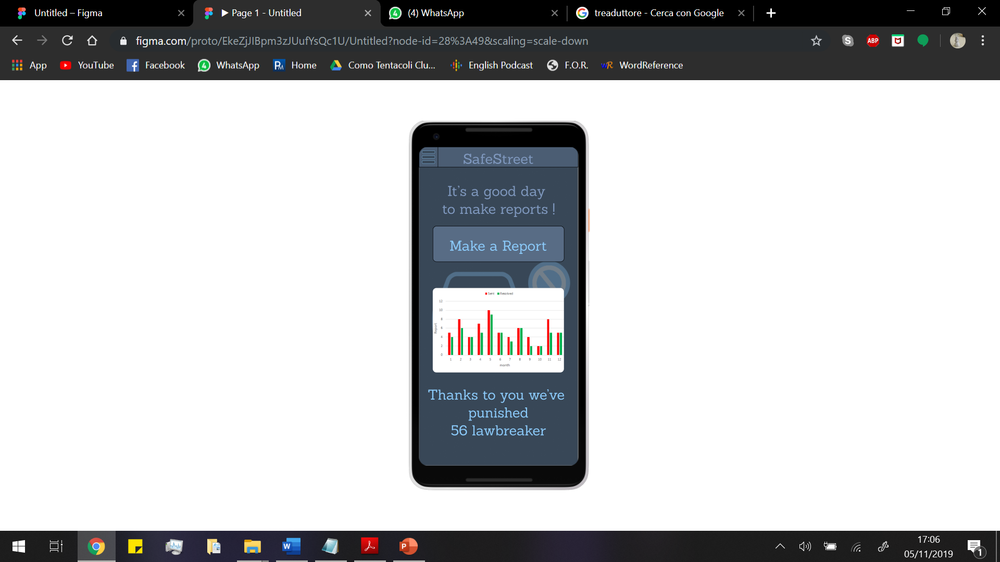 Untitled – Figma
Page 1 - Untitled
(4) WhatsApp
treaduttore - Cerca con Google
figma.com/proto/EkeZjJIBpm3zJUufYsQc1U/Untitled?node-id=28%3A49&scaling=scale-down
ABP
App
YouTube
Facebook
4
WhatsApp
PM
Home
Como Tentacoli Clu...
English Podcast
F.O.R.
WordReference
SafeStreet
It's a good day
to make reports !
Make a Report
Sent Resolved
12
10
8
6
4
2
0
Report
1 2 3 4 5 6 7 8 9 10 11 12
month
Thanks to you we've
punished
56 lawbreaker
17:06
05/11/2019
1